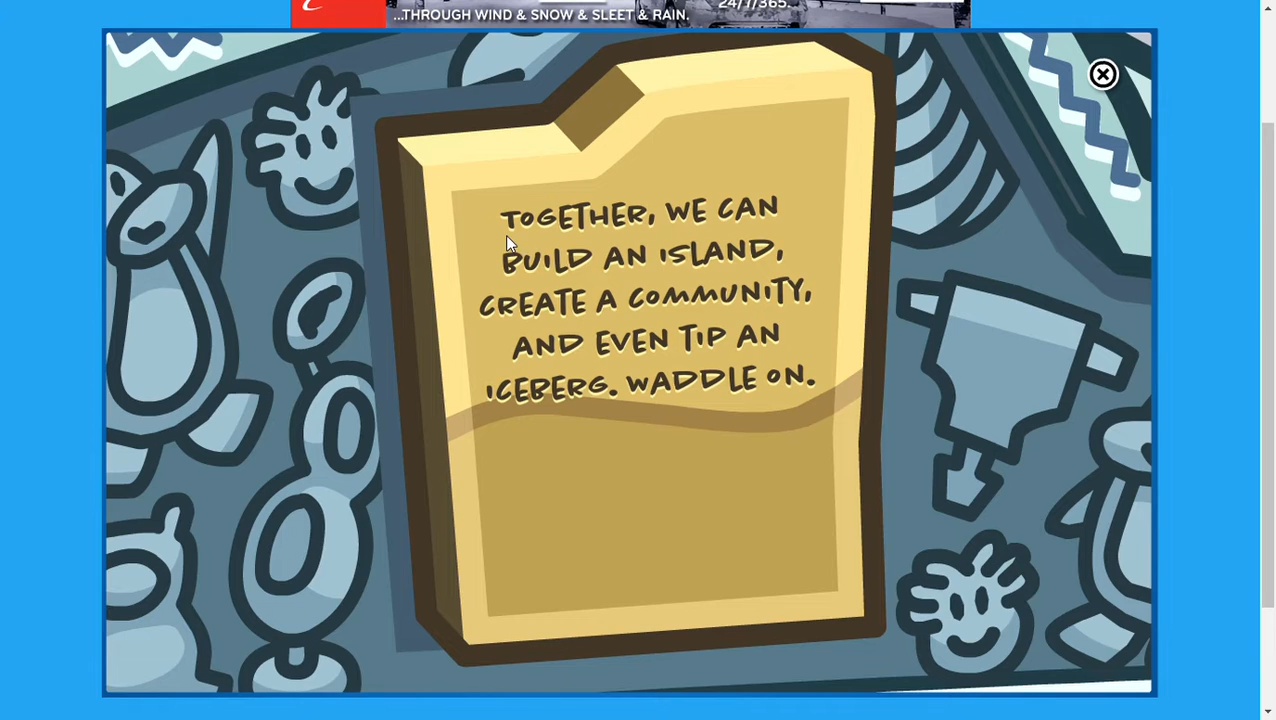 ...THROUGH WIND & SNOW & SLEET & RAIN.
24/7/365.
TOGETHER, WE CAN
BUILD AN ISLAND,
CREATE A COMMUNITY,
AND EVEN TIP AN
ICEBERG. WADDLE ON.